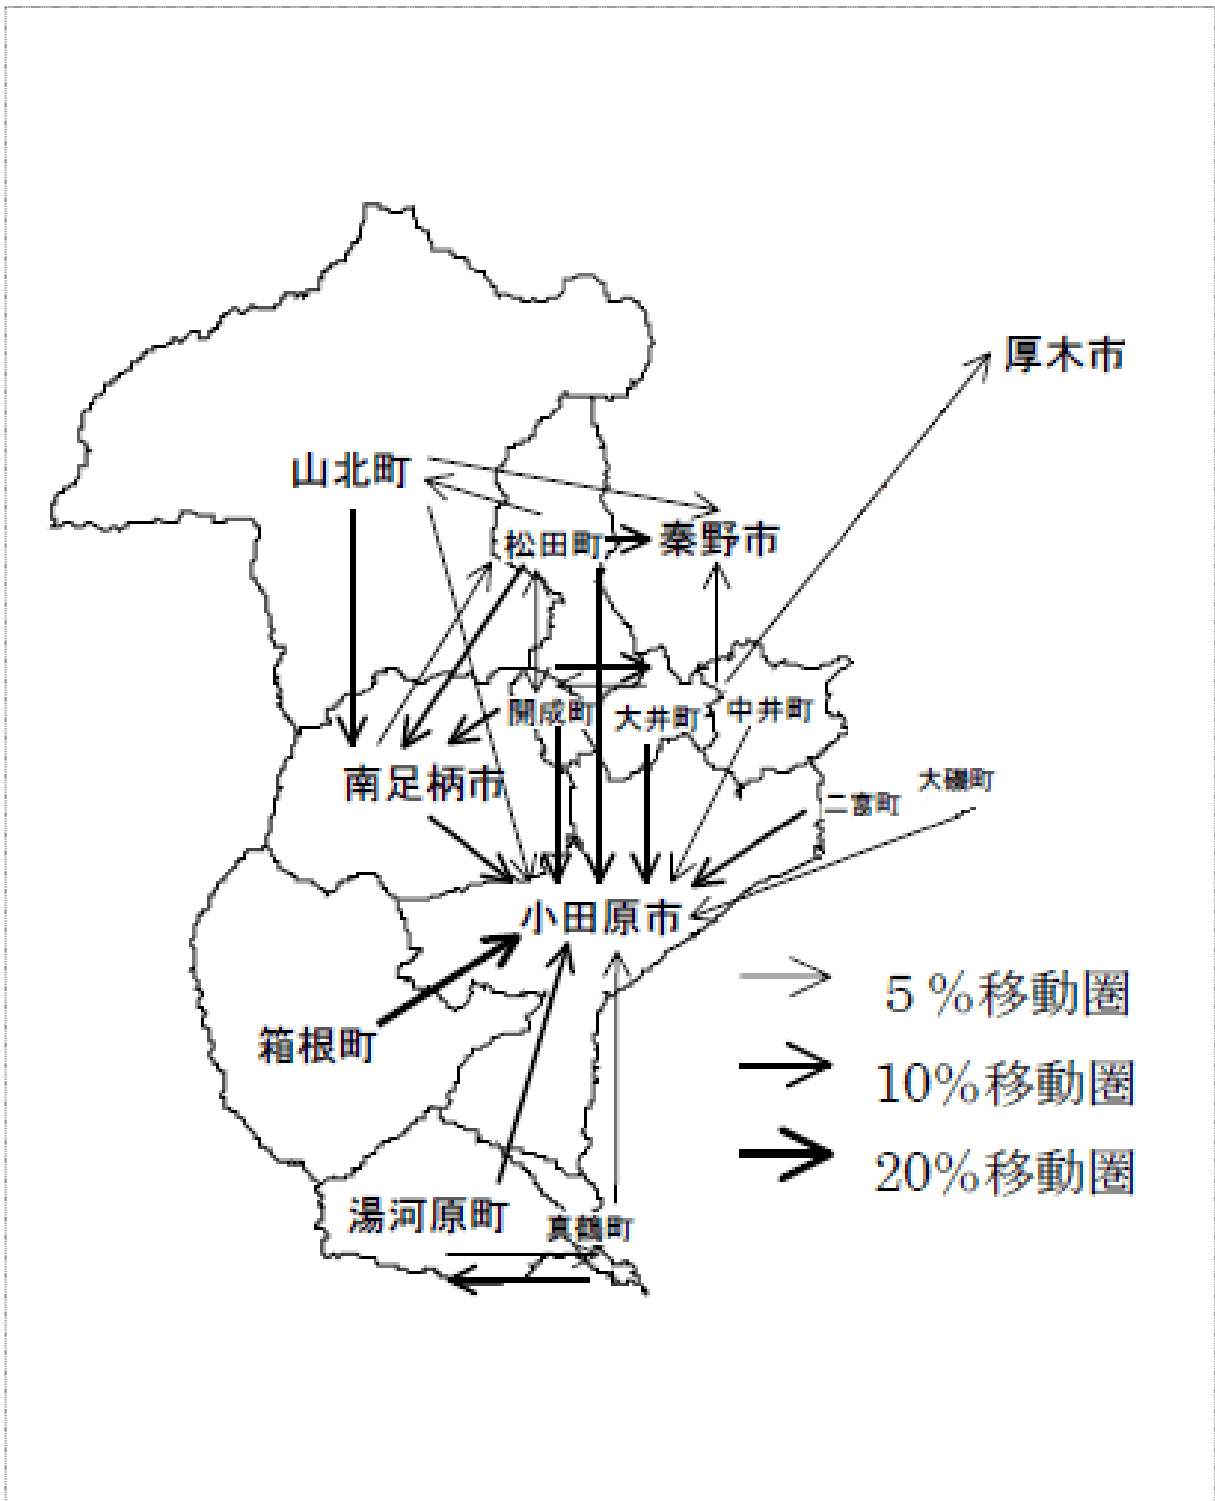 厚木市
山北町
松田町
秦野市
開成町
大井町
中井町
南足柄市
大磯町
二宮町
小田原市
５％移動圏
箱根町
10％移動圏
20％移動圏
湯河原町
真鶴町